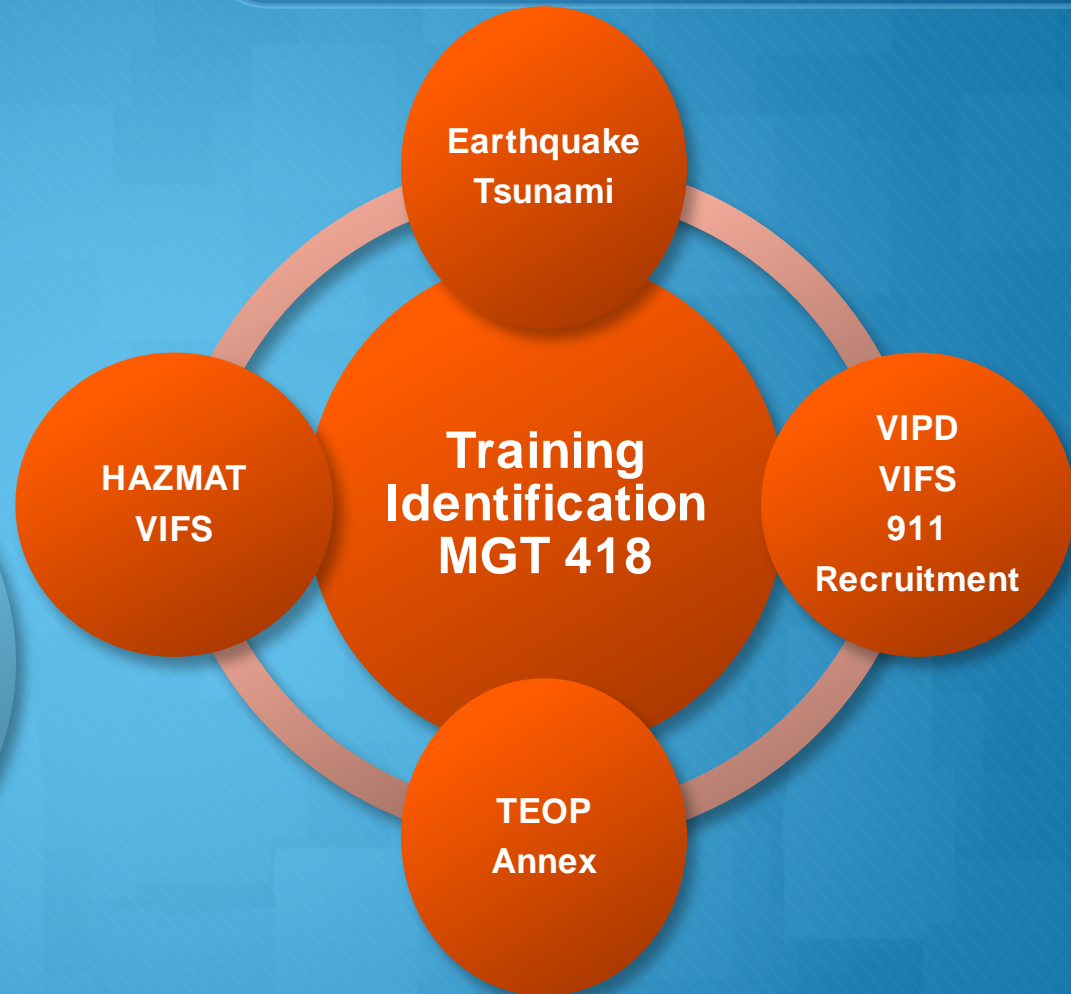 Earthquake
Tsunami
HAZMAT
VIFS
Training
Identification
MGT 418
VIPD
VIFS
911
Recruitment
TEOP
Annex